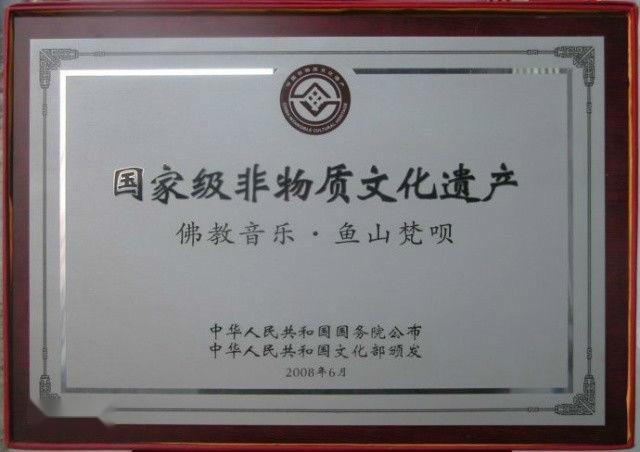 国家级非物质文化遗产
佛教音乐·鱼山梵呗
中华人民共和国国务院公布
中华人民共和国文化部颁发
2008年6月